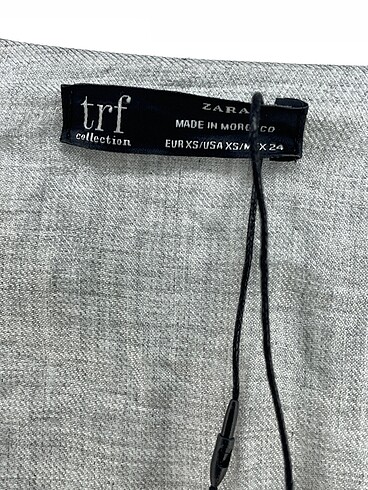 trf
collection
ZARA
MADE IN MOROCCO
EUR XS/USA XS/MEX 24